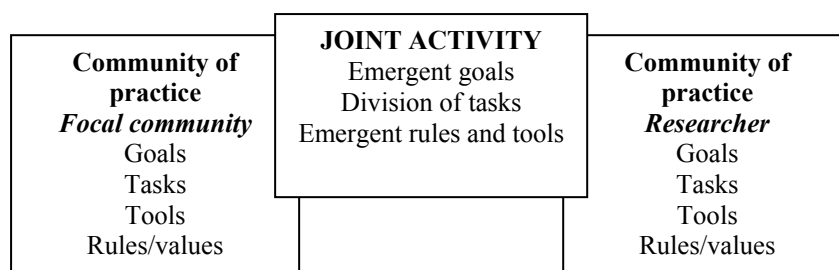 Community of
practice
Focal community
Goals
Tasks
Tools
Rules/values
JOINT ACTIVITY
Emergent goals
Division of tasks
Emergent rules and tools
Community of
practice
Researcher
Goals
Tasks
Tools
Rules/values